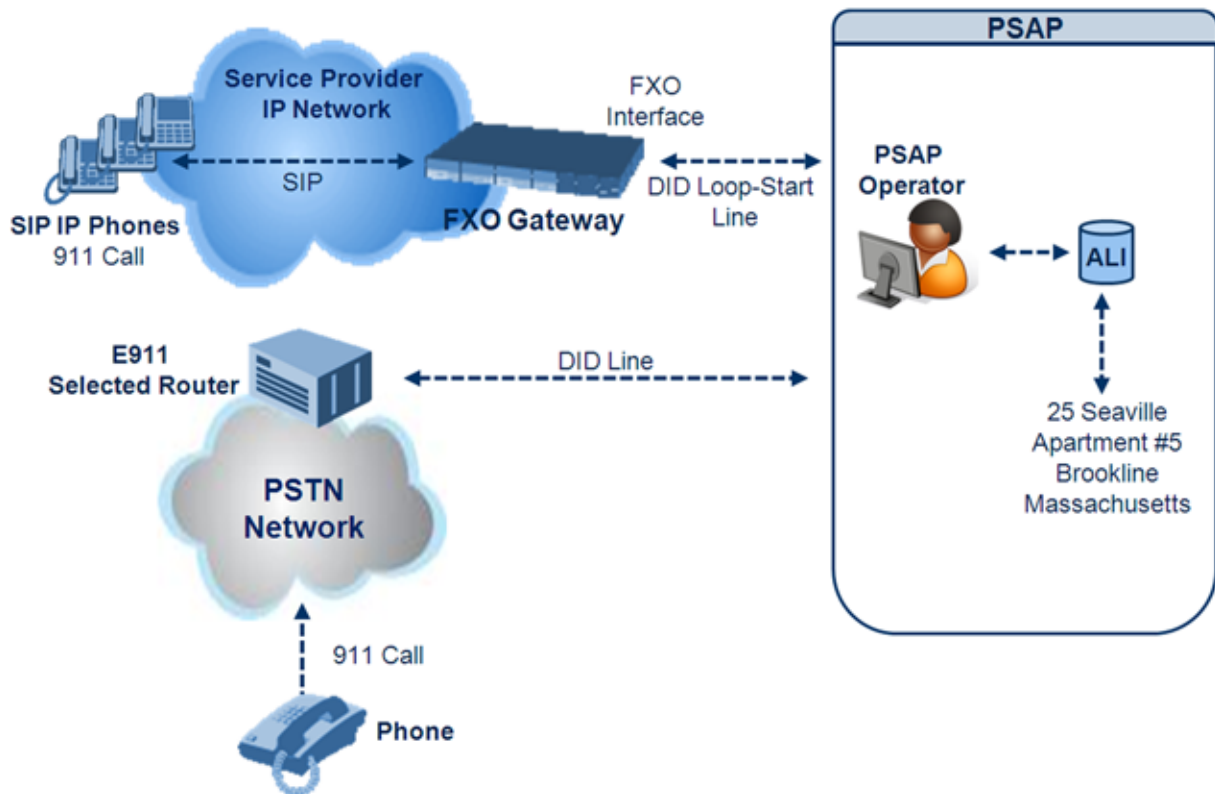 PSAP
Service Provider
IP Network
SIP
FXO Gateway
SIP IP Phones
911 Call
FXO
Interface
DID Loop-Start
Line
PSAP
Operator
ALI
25 Seaville
Apartment #5
Brookline
Massachusetts
E911
Selected Router
DID Line
PSTN
Network
911 Call
Phone